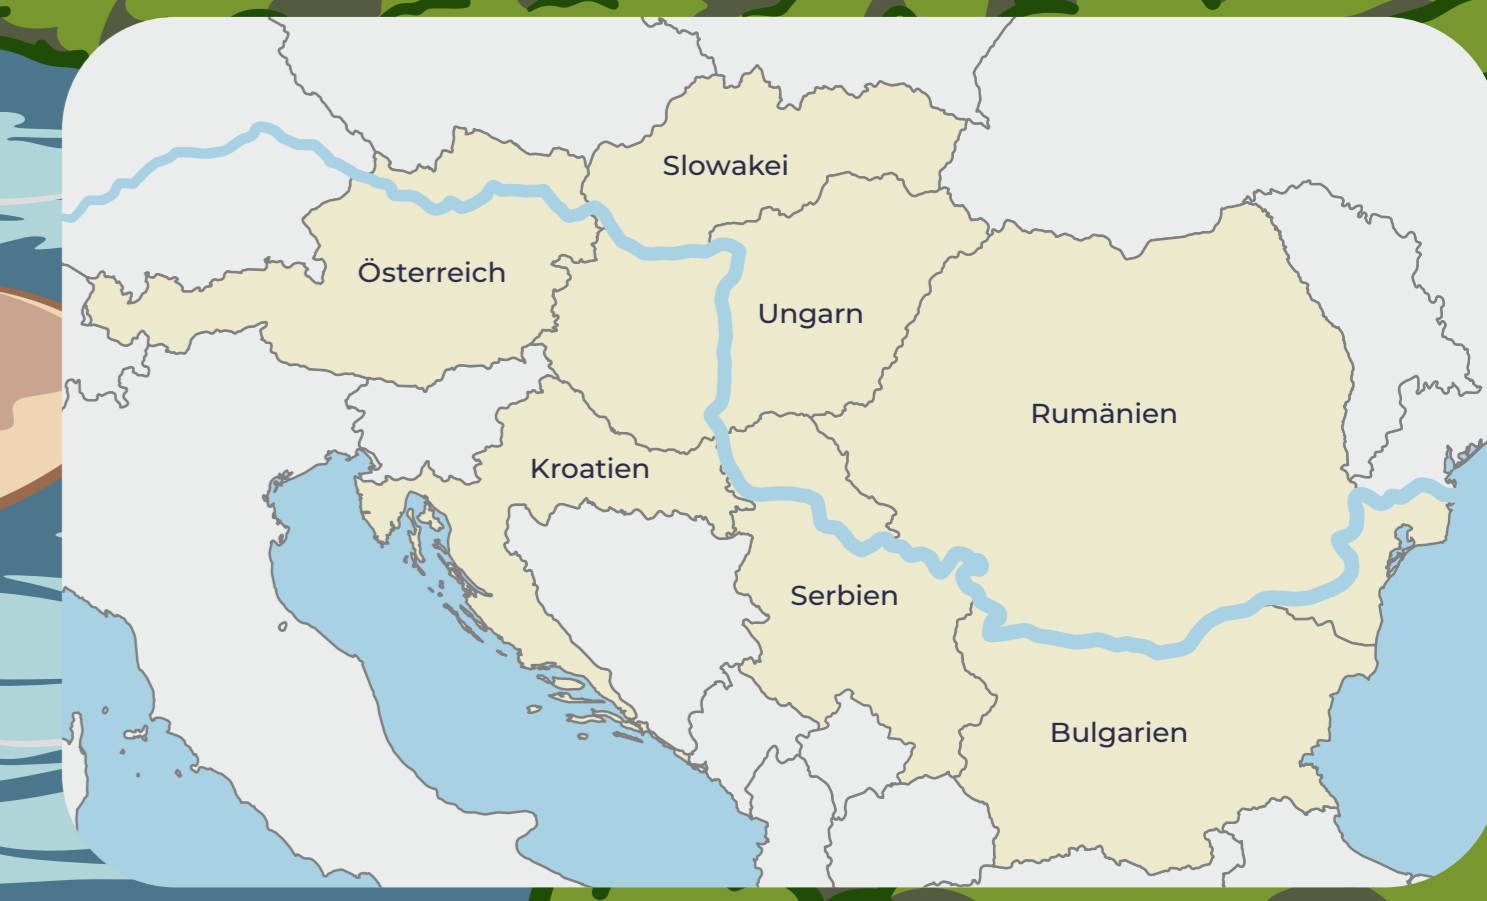 Slowakei
Österreich
Ungarn
Rumänien
Kroatien
Serbien
Bulgarien